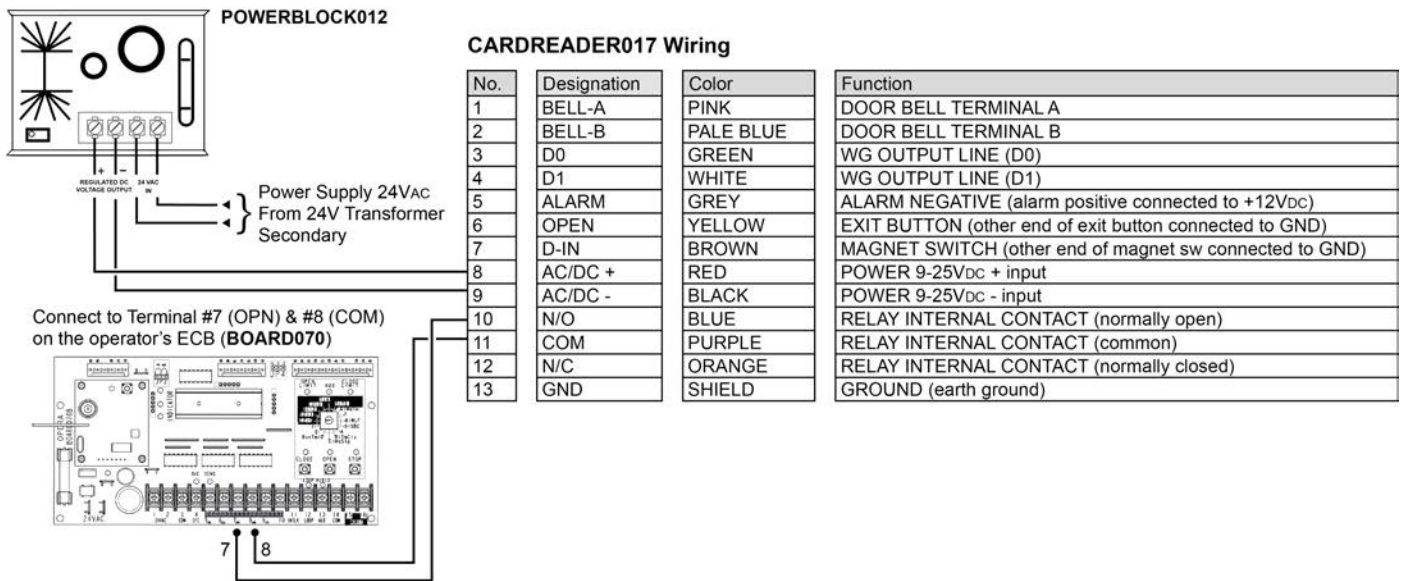 POWERBLOCK012
+ −
REGULATED DC VOLTAGE OUTPUT
24 VAC IN
Power Supply 24VAC
From 24V Transformer
Secondary
CARDREADER017 Wiring
No. Designation Color Function
1 BELL-A PINK DOOR BELL TERMINAL A
2 BELL-B PALE BLUE DOOR BELL TERMINAL B
3 D0 GREEN WG OUTPUT LINE (D0)
4 D1 WHITE WG OUTPUT LINE (D1)
5 ALARM GREY ALARM NEGATIVE (alarm positive connected to +12VDC)
6 OPEN YELLOW EXIT BUTTON (other end of exit button connected to GND)
7 D-IN BROWN MAGNET SWITCH (other end of magnet sw connected to GND)
8 AC/DC + RED POWER 9-25VDC + input
9 AC/DC - BLACK POWER 9-25VDC - input
10 N/O BLUE RELAY INTERNAL CONTACT (normally open)
11 COM PURPLE RELAY INTERNAL CONTACT (common)
12 N/C ORANGE RELAY INTERNAL CONTACT (normally closed)
13 GND SHIELD GROUND (earth ground)
Connect to Terminal #7 (OPN) & #8 (COM)
on the operator's ECB (BOARD070)
OPERA
INDICATOR
CLOSE OPEN STOP
24VAC
7 8